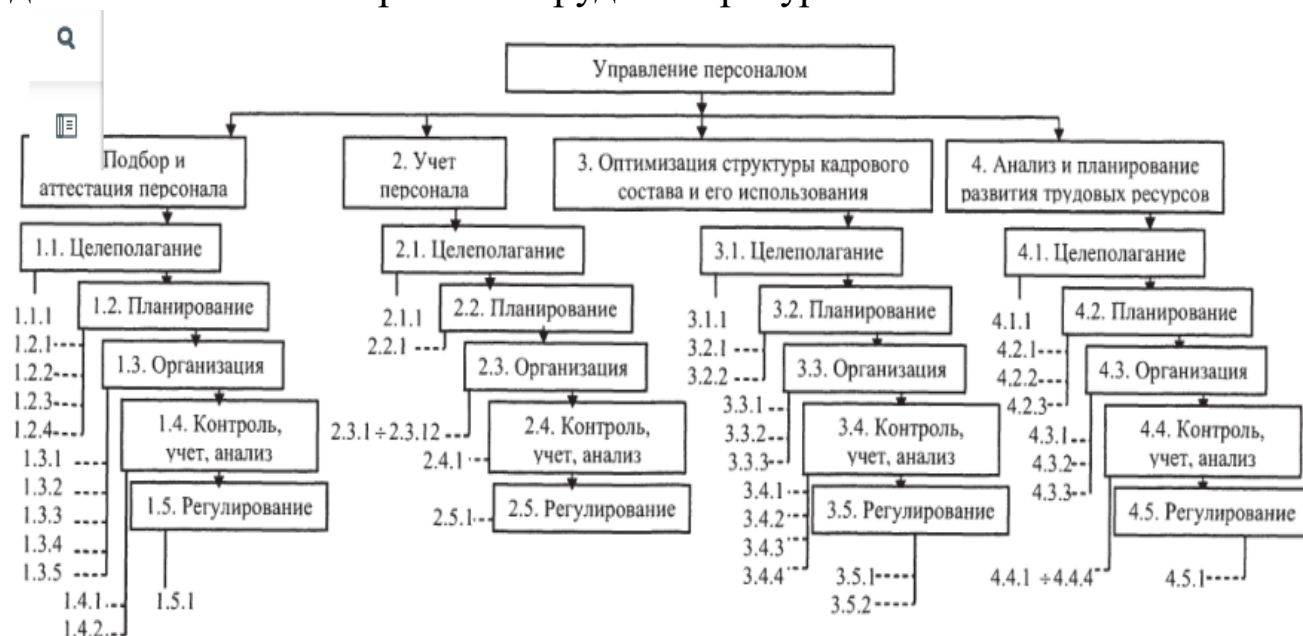 Управление персоналом
Подбор и
аттестация персонала
2. Учет
персонала
3. Оптимизация структуры кадрового
состава и его использования
4. Анализ и планирование
развития трудовых ресурсов
1.1. Целеполагание
2.1. Целеполагание
3.1. Целеполагание
4.1. Целеполагание
1.1.1
1.2. Планирование
2.1.1
2.2. Планирование
3.1.1
3.2. Планирование
4.1.1
4.2. Планирование
1.2.1
2.2.1
3.2.1
4.2.1
1.2.2
1.3. Организация
2.3. Организация
3.2.2
3.3. Организация
4.2.2
4.3. Организация
1.2.3
3.3.1
4.2.3
1.2.4
1.4. Контроль,
учет, анализ
2.3.1÷2.3.12
2.4. Контроль,
учет, анализ
3.3.2
3.4. Контроль,
учет, анализ
4.3.1
4.4. Контроль,
учет, анализ
1.3.1
2.4.1
3.3.3
4.3.2
1.3.2
3.4.1
4.3.3
1.3.3
1.5. Регулирование
2.5.1
2.5. Регулирование
3.4.2
3.5. Регулирование
4.5. Регулирование
1.3.4
3.4.3
1.3.5
3.4.4
3.5.1
4.4.1 ÷4.4.4
4.5.1
1.4.1
1.5.1
3.5.2
1.4.2